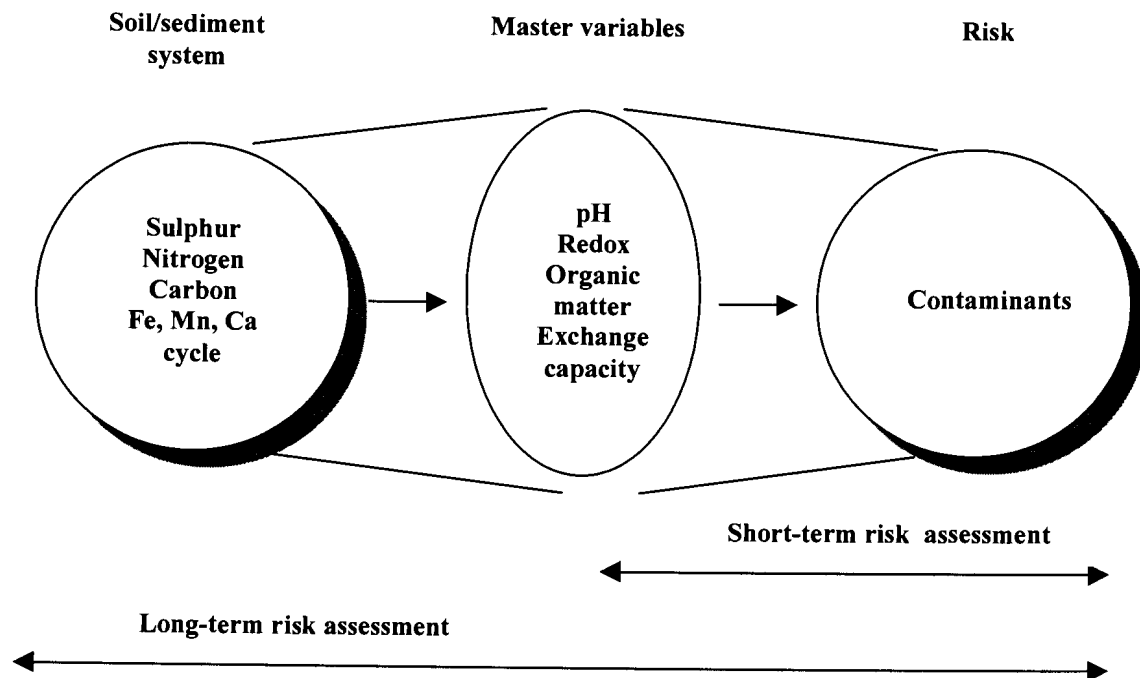 Soil/sediment
system
Master variables
Risk
Sulphur
Nitrogen
Carbon
Fe, Mn, Ca
cycle
pH
Redox
Organic
matter
Exchange
capacity
Contaminants
Short-term risk assessment
Long-term risk assessment